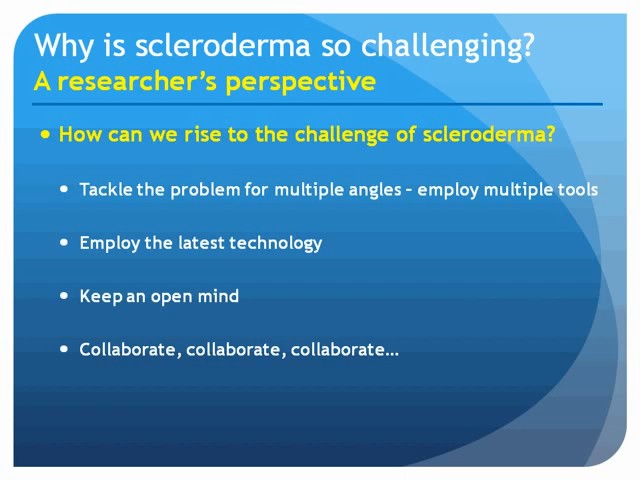 Why is scleroderma so challenging?
A researcher's perspective
• How can we rise to the challenge of scleroderma?
• Tackle the problem for multiple angles – employ multiple tools
• Employ the latest technology
• Keep an open mind
• Collaborate, collaborate, collaborate…